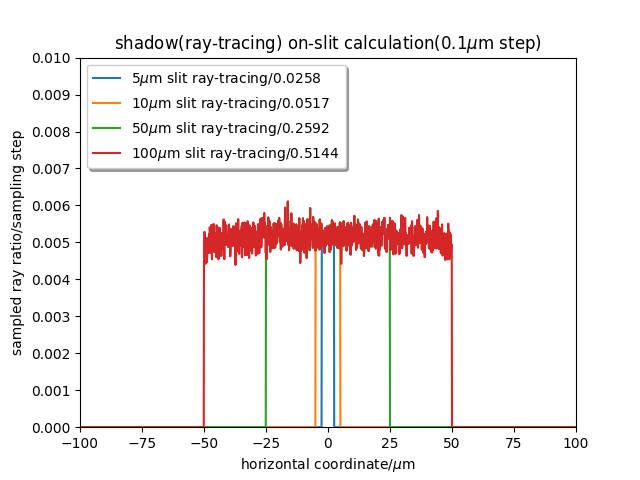 shadow(ray-tracing) on-slit calculation(0.1μm step)
5μm slit ray-tracing/0.0258
10μm slit ray-tracing/0.0517
50μm slit ray-tracing/0.2592
100μm slit ray-tracing/0.5144
sampled ray ratio/sampling step
0.010
0.009
0.008
0.007
0.006
0.005
0.004
0.003
0.002
0.001
0.000
−100 −75 −50 −25 0 25 50 75 100
horizontal coordinate/μm